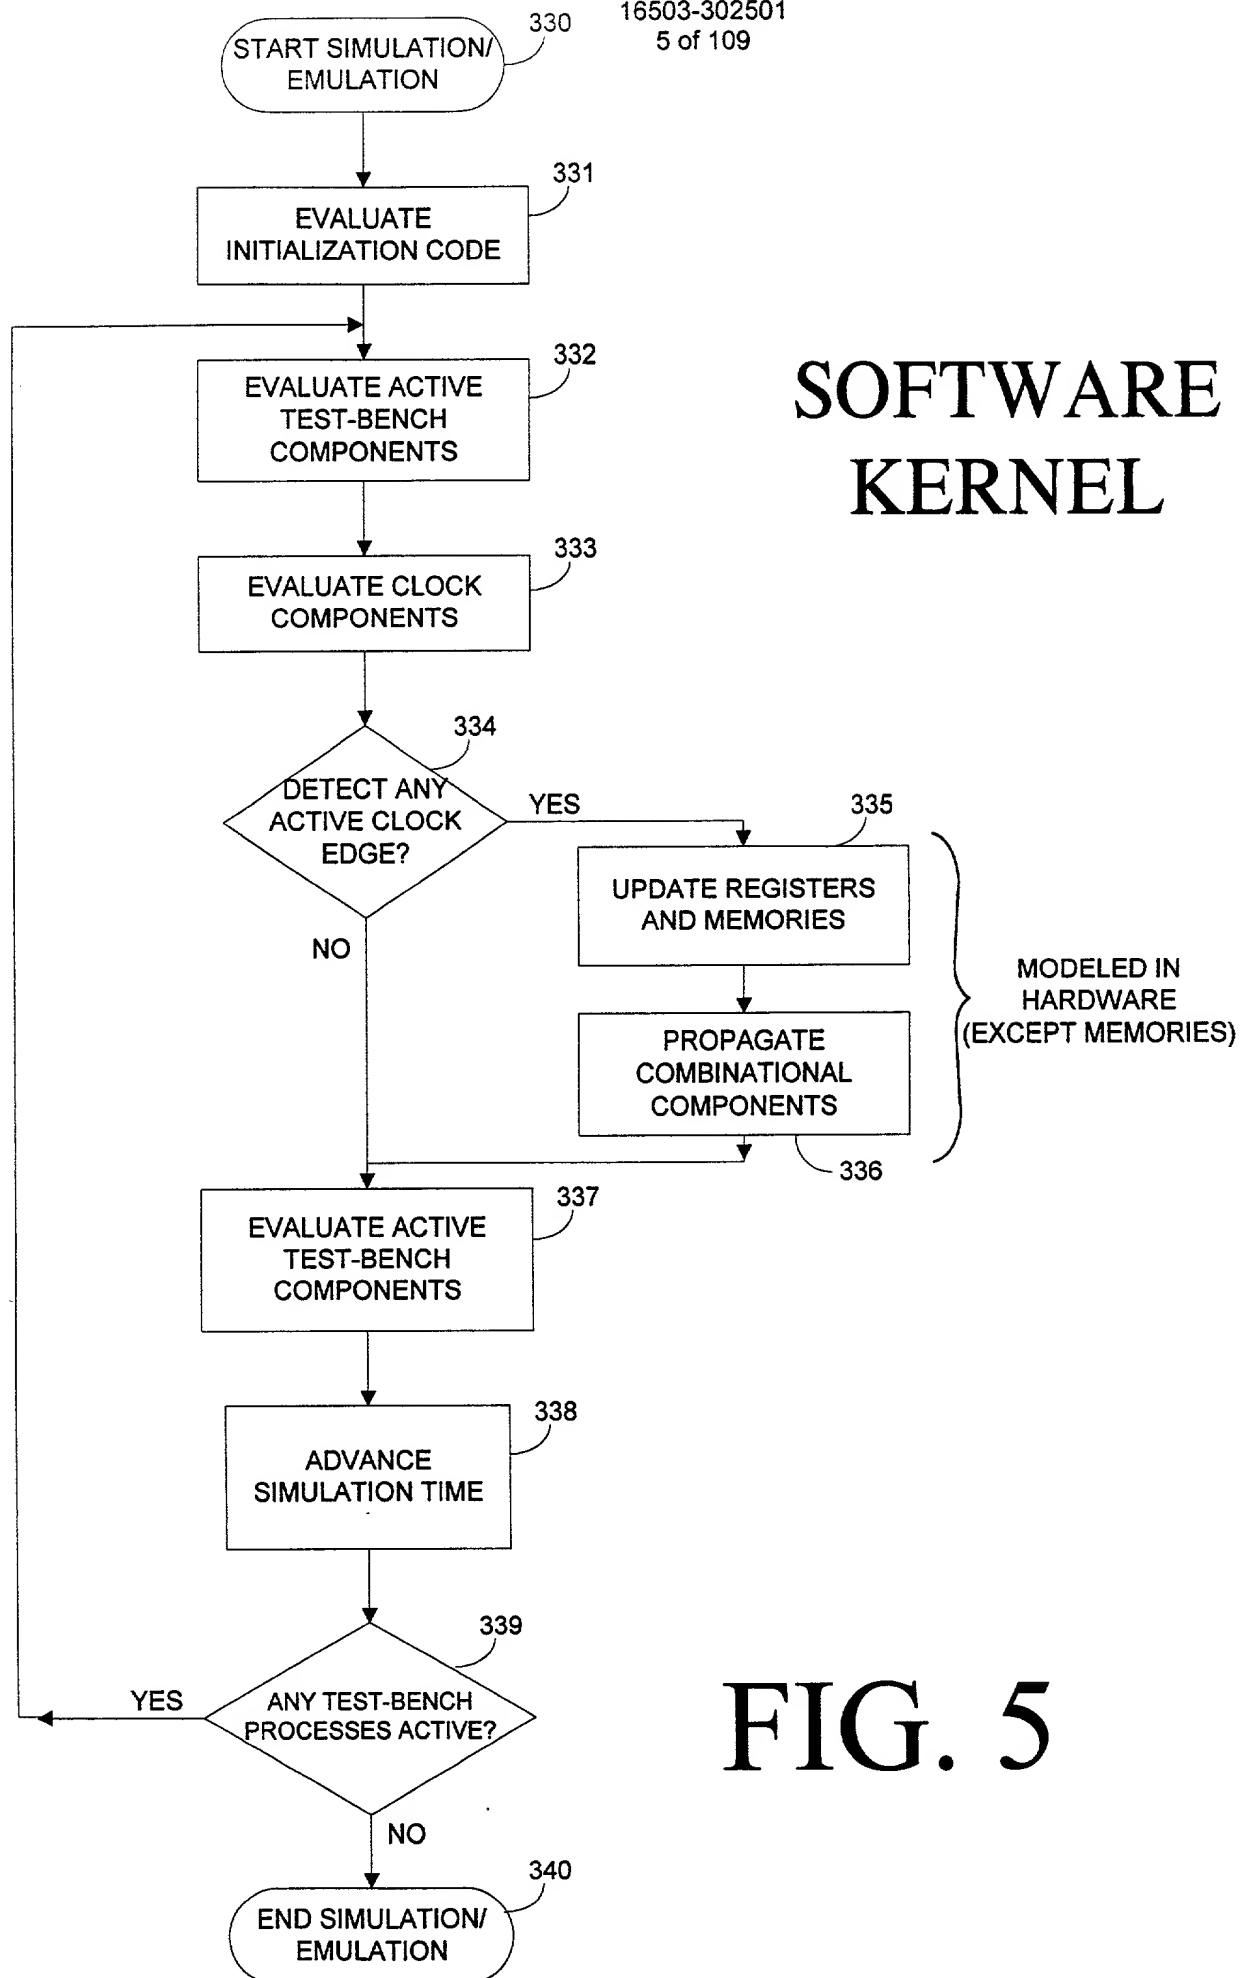 16503-302501
5 of 109
330
START SIMULATION/
EMULATION
331
EVALUATE
INITIALIZATION CODE
332
EVALUATE ACTIVE
TEST-BENCH
COMPONENTS
SOFTWARE
KERNEL
333
EVALUATE CLOCK
COMPONENTS
334
DETECT ANY
ACTIVE CLOCK
EDGE?
YES
NO
335
UPDATE REGISTERS
AND MEMORIES
PROPAGATE
COMBINATIONAL
COMPONENTS
336
MODELED IN
HARDWARE
(EXCEPT MEMORIES)
337
EVALUATE ACTIVE
TEST-BENCH
COMPONENTS
338
ADVANCE
SIMULATION TIME
339
ANY TEST-BENCH
PROCESSES ACTIVE?
YES
NO
340
END SIMULATION/
EMULATION
FIG. 5